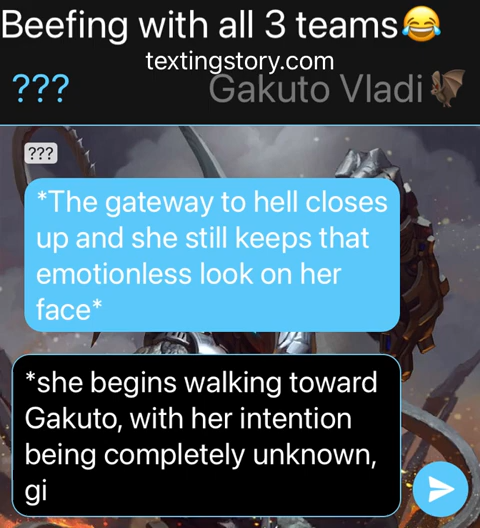 Beefing with all 3 teams😂
textingstory.com
??? Gakuto Vladi🦇
???
*The gateway to hell closes
up and she still keeps that
emotionless look on her
face*
*she begins walking toward
Gakuto, with her intention
being completely unknown,
gi